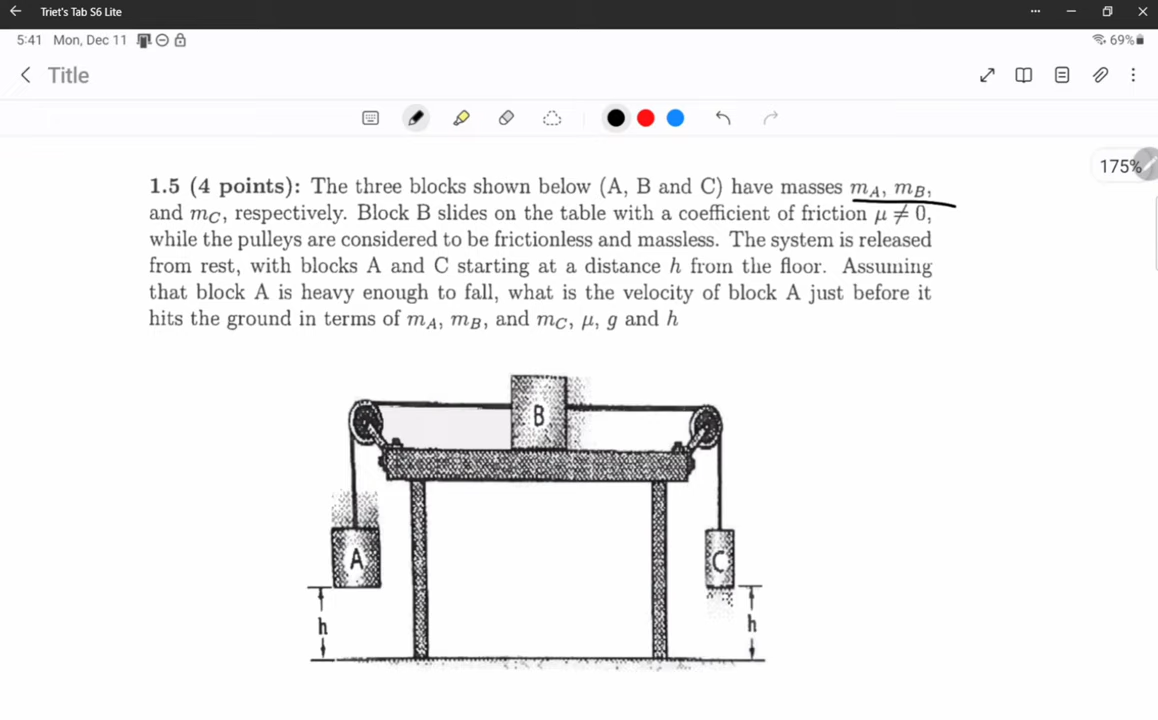 Triet's Tab S6 Lite
5:41 Mon, Dec 11
69%
Title
175%
1.5 (4 points): The three blocks shown below (A, B and C) have masses m_A, m_B,
and m_C, respectively. Block B slides on the table with a coefficient of friction μ ≠ 0,
while the pulleys are considered to be frictionless and massless. The system is released
from rest, with blocks A and C starting at a distance h from the floor. Assuming
that block A is heavy enough to fall, what is the velocity of block A just before it
hits the ground in terms of m_A, m_B, and m_C, μ, g and h
B
A
C
h
h